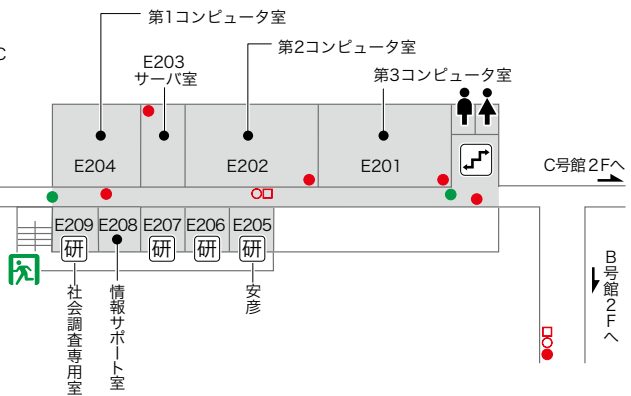 第1コンピュータ室
C
E203
サーバ室
第2コンピュータ室
第3コンピュータ室
E204
E202
E201
C号館2Fへ
E209
E208
E207
E206
E205
研
研
研
研
社会調査専用室
情報サポート室
安彦
B号館2Fへ